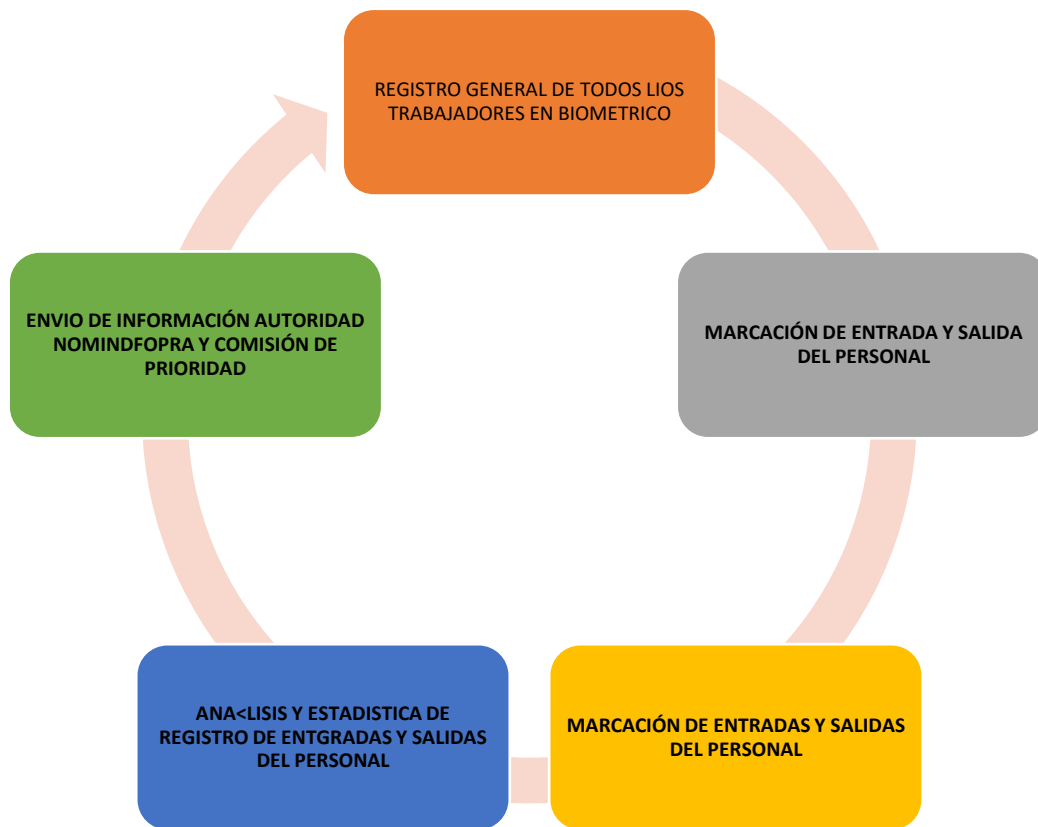 REGISTRO GENERAL DE TODOS LIOS
TRABAJADORES EN BIOMETRICO
MARCACIÓN DE ENTRADA Y SALIDA
DEL PERSONAL
MARCACIÓN DE ENTRADAS Y SALIDAS
DEL PERSONAL
ANA<LISIS Y ESTADISTICA DE
REGISTRO DE ENTGRADAS Y SALIDAS
DEL PERSONAL
ENVIO DE INFORMACIÓN AUTORIDAD
NOMINDFOPRA Y COMISIÓN DE
PRIORIDAD